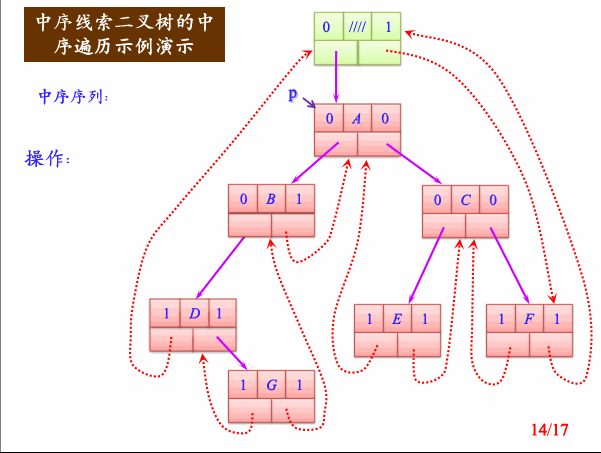 中序线索二叉树的中
序遍历示例演示
0 //// 1
中序序列:
p
0 A 0
操作:
0 B 1
0 C 0
1 D 1
1 E 1
1 F 1
1 G 1
14/17